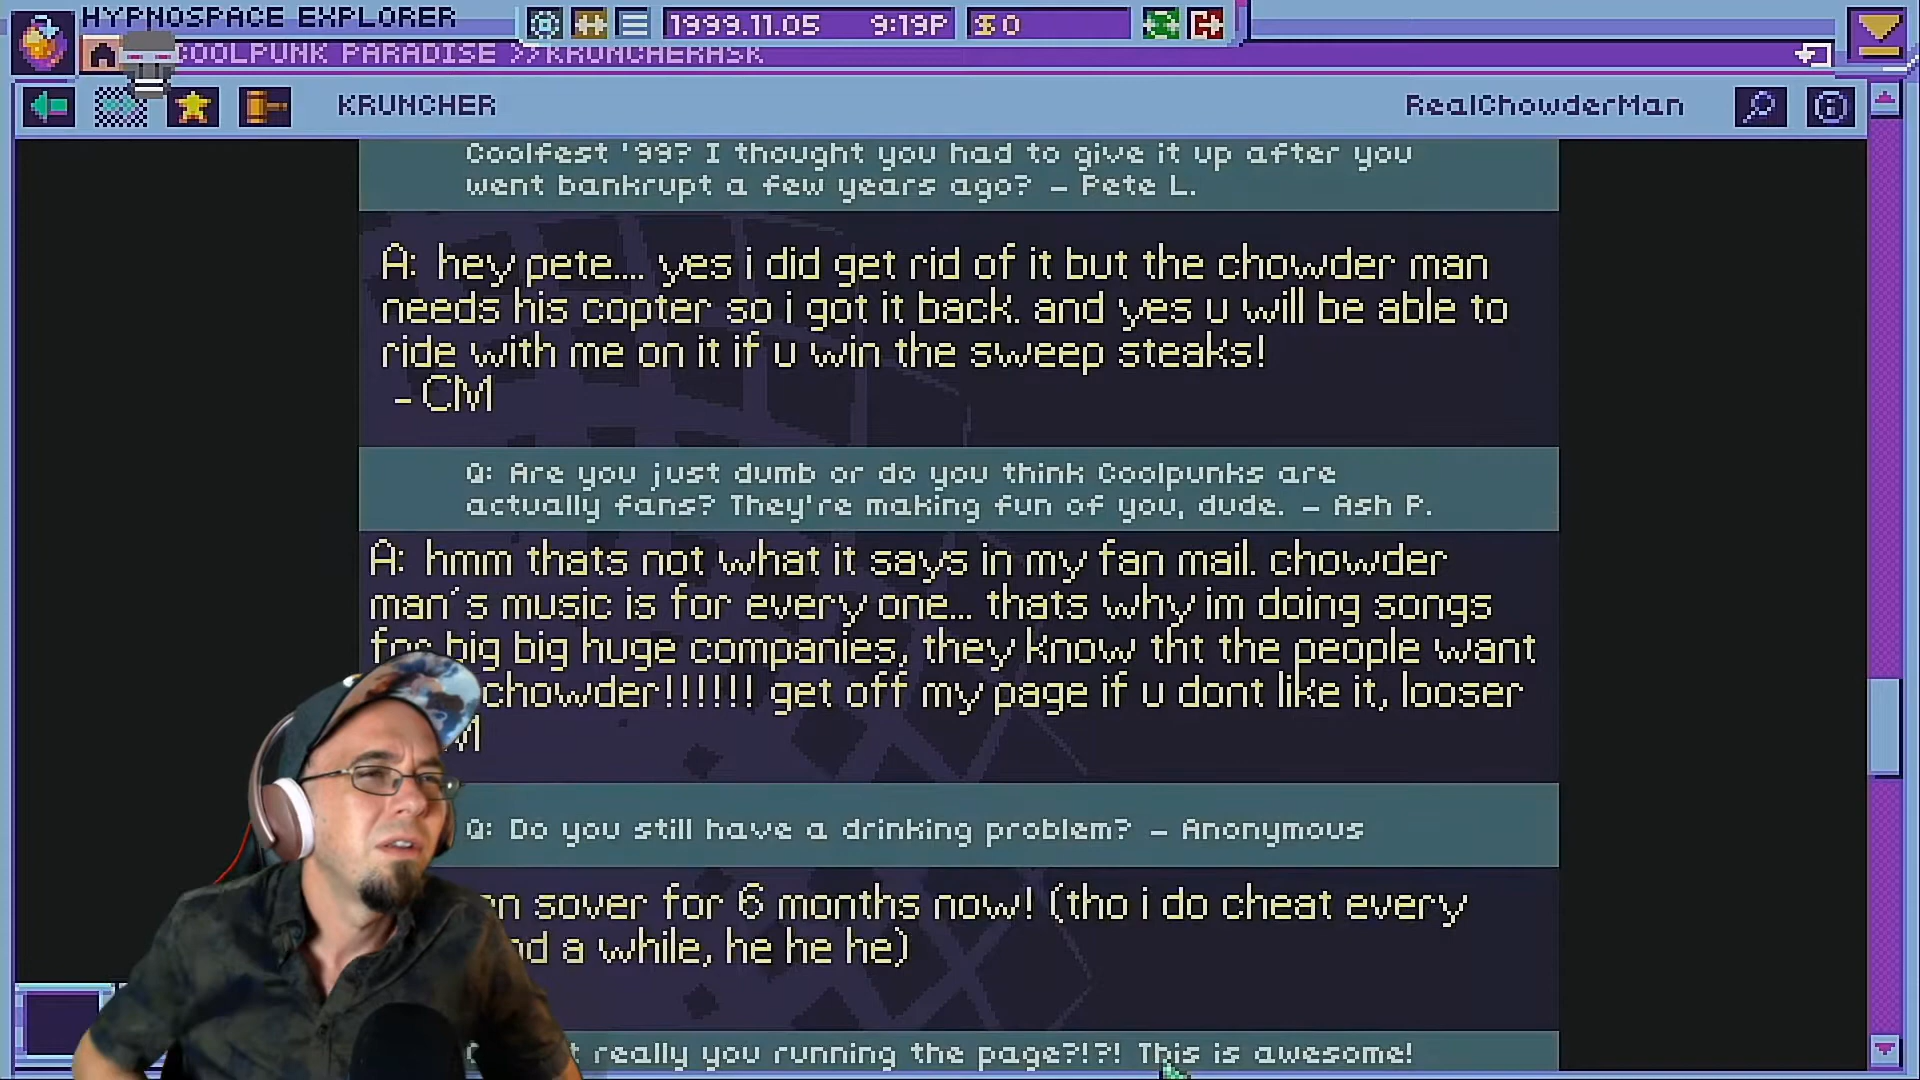 HYPNOSPACE EXPLORER
1999.11.05 9:19P 0
COOLPUNK PARADISE >>KRUNCHERASK
KRUNCHER RealChowderMan
Coolfest '99? I thought you had to give it up after you
went bankrupt a few years ago? - Pete L.
A: hey pete.... yes i did get rid of it but the chowder man
needs his copter so i got it back. and yes u will be able to
ride with me on it if u win the sweep steaks!
- CM
Q: Are you just dumb or do you think Coolpunks are
actually fans? They're making fun of you, dude. - Ash P.
A: hmm thats not what it says in my fan mail. chowder
man's music is for every one... thats why im doing songs
for big big huge companies, they know tht the people want
chowder!!!!!! get off my page if u dont like it, looser
M
Q: Do you still have a drinking problem? - Anonymous
en sover for 6 months now! (tho i do cheat every
nd a while, he he he)
really you running the page?!?! This is awesome!